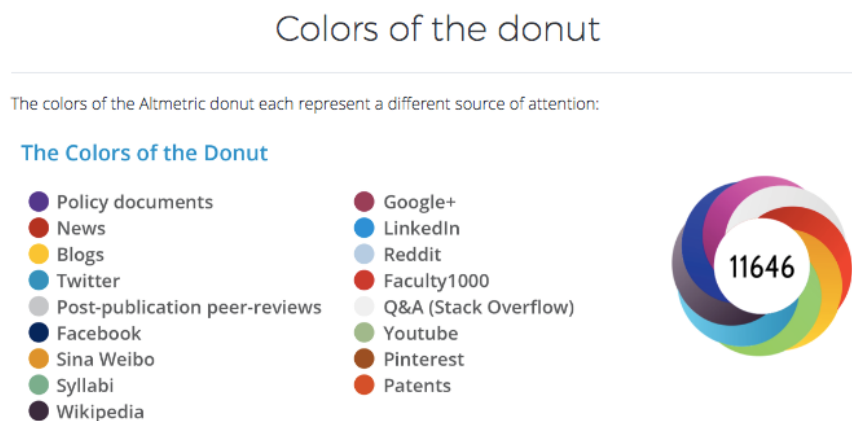 Colors of the donut
The colors of the Altmetric donut each represent a different source of attention:
The Colors of the Donut
Policy documents
News
Blogs
Twitter
Post-publication peer-reviews
Facebook
Sina Weibo
Syllabi
Wikipedia
Google+
LinkedIn
Reddit
Faculty1000
Q&A (Stack Overflow)
Youtube
Pinterest
Patents
11646